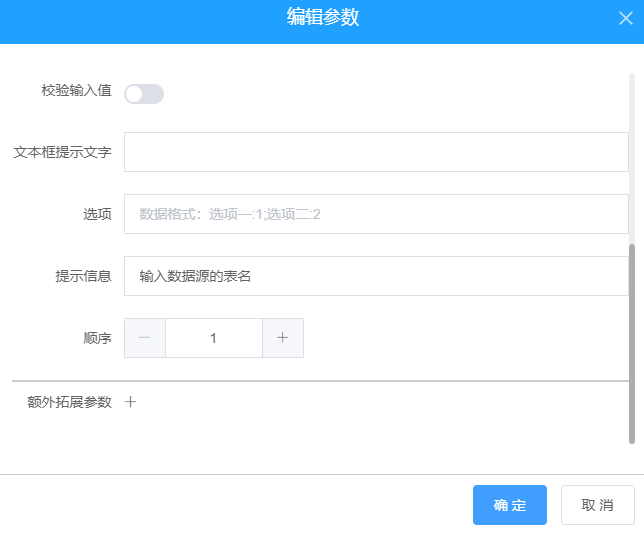 编辑参数
校验输入值
文本框提示文字
选项 数据格式：选项一:1;选项二:2
提示信息 输入数据源的表名
顺序 1
额外拓展参数
确定 取消